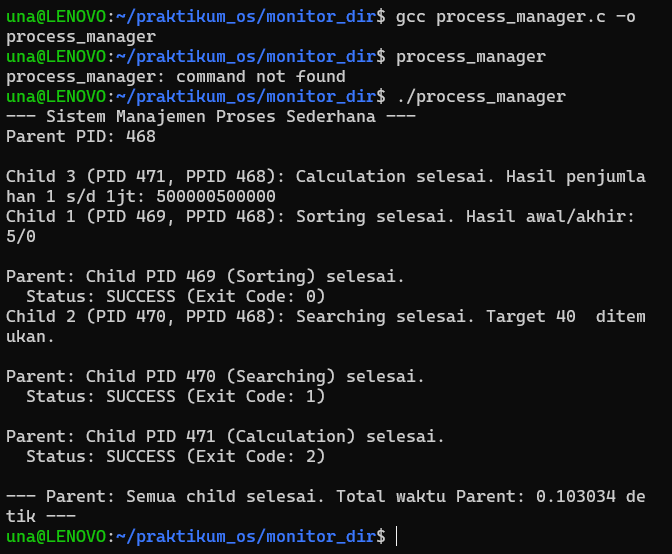 una@LENOVO:~/praktikum_os/monitor_dir$ gcc process_manager.c -o
process_manager
una@LENOVO:~/praktikum_os/monitor_dir$ process_manager
process_manager: command not found
una@LENOVO:~/praktikum_os/monitor_dir$ ./process_manager
--- Sistem Manajemen Proses Sederhana ---
Parent PID: 468

Child 3 (PID 471, PPID 468): Calculation selesai. Hasil penjumla
han 1 s/d 1jt: 500000500000
Child 1 (PID 469, PPID 468): Sorting selesai. Hasil awal/akhir:
5/0

Parent: Child PID 469 (Sorting) selesai.
  Status: SUCCESS (Exit Code: 0)
Child 2 (PID 470, PPID 468): Searching selesai. Target 40  ditem
ukan.

Parent: Child PID 470 (Searching) selesai.
  Status: SUCCESS (Exit Code: 1)

Parent: Child PID 471 (Calculation) selesai.
  Status: SUCCESS (Exit Code: 2)

--- Parent: Semua child selesai. Total waktu Parent: 0.103034 de
tik ---
una@LENOVO:~/praktikum_os/monitor_dir$